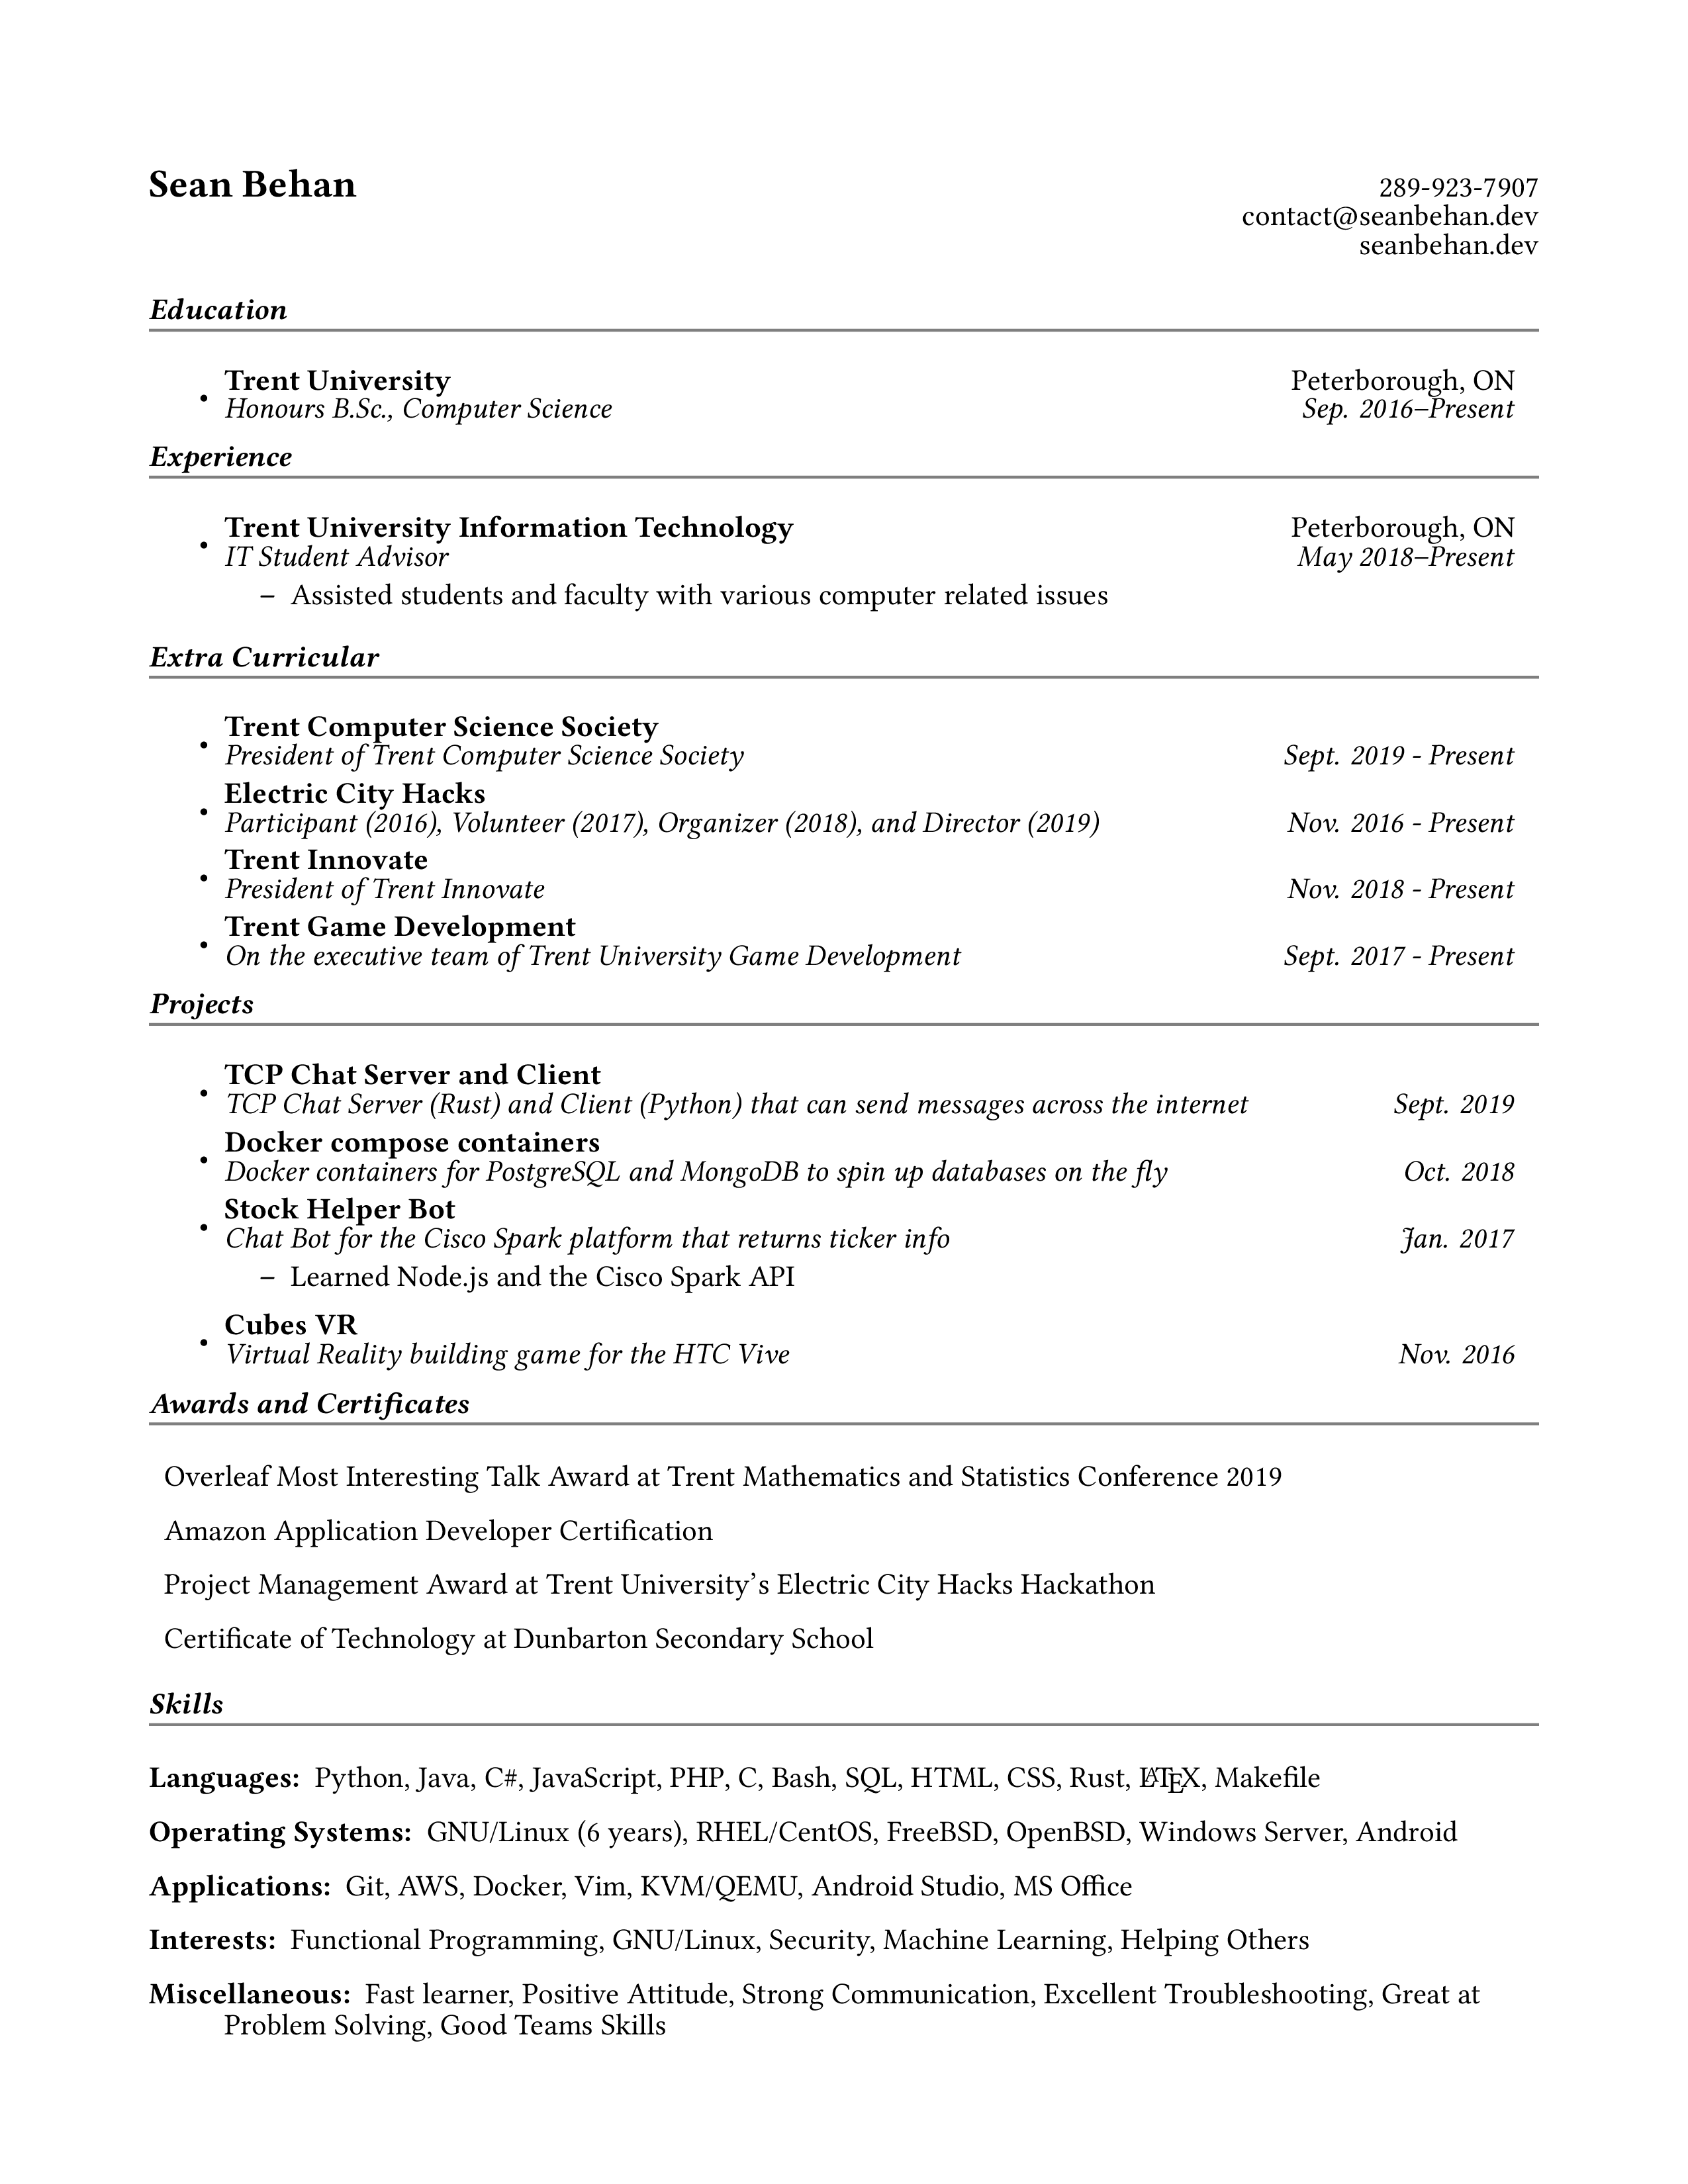 Sean Behan
289-923-7907
contact@seanbehan.dev
seanbehan.dev
Education
• Trent University Peterborough, ON
Honours B.Sc., Computer Science Sep. 2016–Present
Experience
• Trent University Information Technology Peterborough, ON
IT Student Advisor May 2018–Present
– Assisted students and faculty with various computer related issues
Extra Curricular
• Trent Computer Science Society
President of Trent Computer Science Society Sept. 2019 - Present
• Electric City Hacks
Participant (2016), Volunteer (2017), Organizer (2018), and Director (2019) Nov. 2016 - Present
• Trent Innovate
President of Trent Innovate Nov. 2018 - Present
• Trent Game Development
On the executive team of Trent University Game Development Sept. 2017 - Present
Projects
• TCP Chat Server and Client
TCP Chat Server (Rust) and Client (Python) that can send messages across the internet Sept. 2019
• Docker compose containers
Docker containers for PostgreSQL and MongoDB to spin up databases on the fly Oct. 2018
• Stock Helper Bot
Chat Bot for the Cisco Spark platform that returns ticker info Jan. 2017
– Learned Node.js and the Cisco Spark API
• Cubes VR
Virtual Reality building game for the HTC Vive Nov. 2016
Awards and Certificates
Overleaf Most Interesting Talk Award at Trent Mathematics and Statistics Conference 2019
Amazon Application Developer Certification
Project Management Award at Trent University’s Electric City Hacks Hackathon
Certificate of Technology at Dunbarton Secondary School
Skills
Languages: Python, Java, C#, JavaScript, PHP, C, Bash, SQL, HTML, CSS, Rust, LATEX, Makefile
Operating Systems: GNU/Linux (6 years), RHEL/CentOS, FreeBSD, OpenBSD, Windows Server, Android
Applications: Git, AWS, Docker, Vim, KVM/QEMU, Android Studio, MS Office
Interests: Functional Programming, GNU/Linux, Security, Machine Learning, Helping Others
Miscellaneous: Fast learner, Positive Attitude, Strong Communication, Excellent Troubleshooting, Great at
Problem Solving, Good Teams Skills